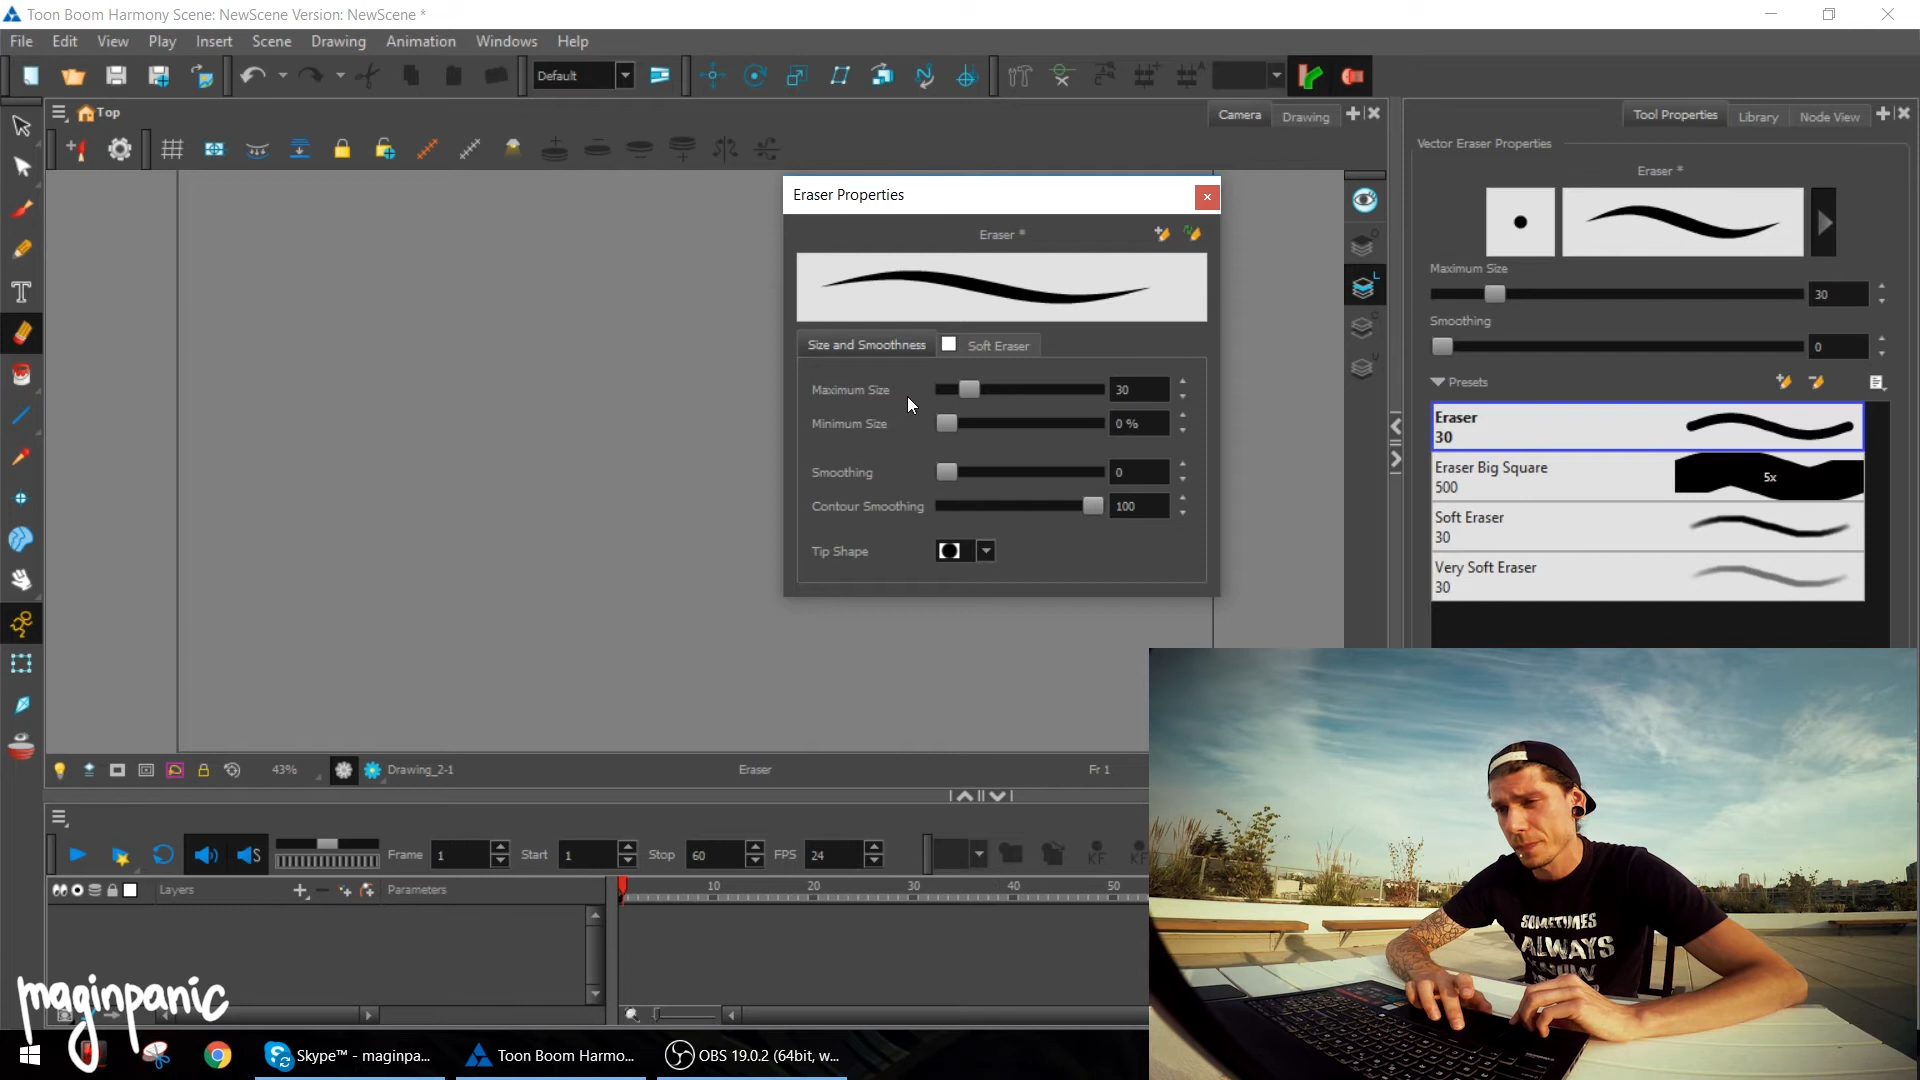 Toon Boom Harmony Scene: NewScene Version: NewScene *
File Edit View Play Insert Scene Drawing Animation Windows Help
Default
Top
Camera Drawing
Tool Properties Library Node View
Vector Eraser Properties
Eraser *
Maximum Size
30
Smoothing
0
Presets
Eraser
30
Eraser Big Square
500
5x
Soft Eraser
30
Very Soft Eraser
30
Eraser Properties
Eraser *
Size and Smoothness Soft Eraser
Maximum Size 30
Minimum Size 0 %
Smoothing 0
Contour Smoothing 100
Tip Shape
43% Drawing_2-1 Eraser Fr 1
Frame 1 Start 1 Stop 60 FPS 24
KF
Layers Parameters
10 20 30 40 50
SOMETIMES
ALWAYS
KNOW
maginpanic
Skype™ - maginpa... Toon Boom Harmo... OBS 19.0.2 (64bit, w...